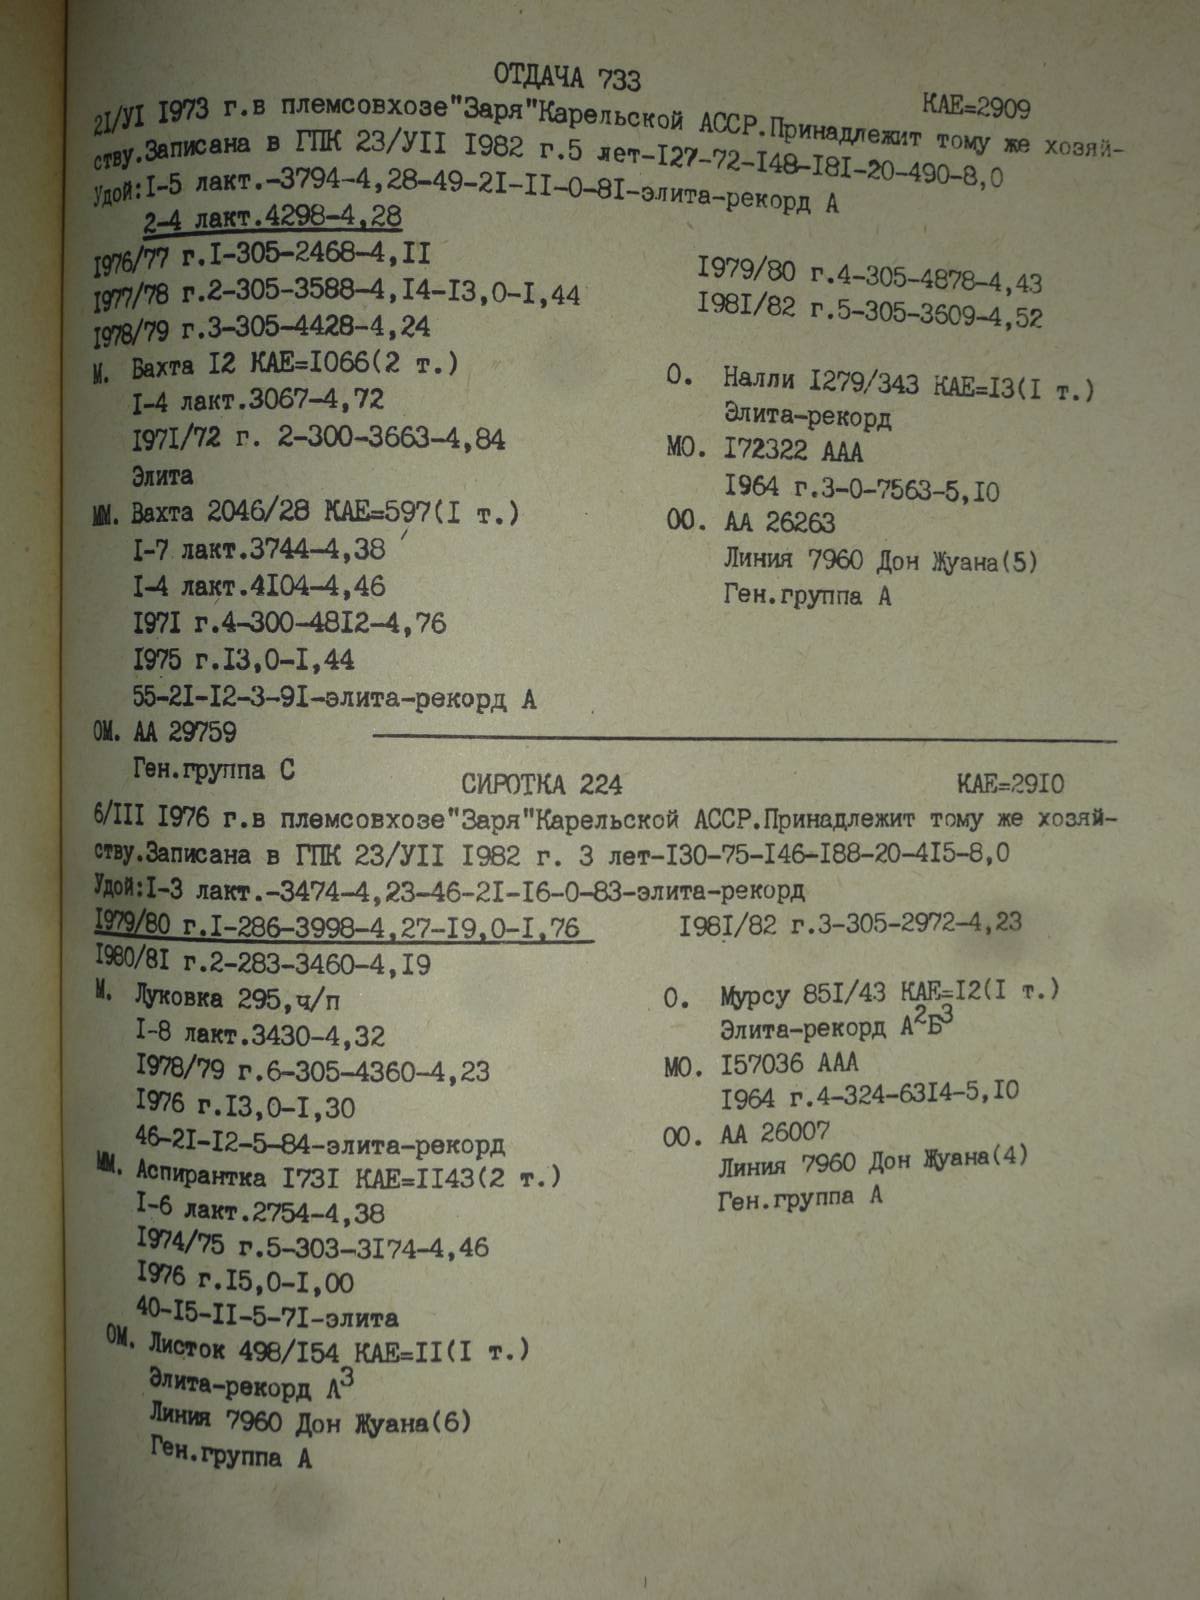 ОТДАЧА 733
КАЕ=2909
2I/УI I973 г.в племсовхозе"Заря"Карельской АССР.Принадлежит тому же хозяй-
ству.Записана в ГПК 23/УII I982 г.5 лет-I27-72-I48-I8I-20-490-8,0
Удой:I-5 лакт.-3794-4,28-49-2I-II-0-8I-элита-рекорд А
2-4 лакт.4298-4,28
I976/77 г.I-305-2468-4,II
I977/78 г.2-305-3588-4,I4-I3,0-I,44
I978/79 г.3-305-4428-4,24
I979/80 г.4-305-4878-4,43
I98I/82 г.5-305-3609-4,52
М. Вахта I2 КАЕ=I066(2 т.)
I-4 лакт.3067-4,72
I97I/72 г. 2-300-3663-4,84
Элита
ММ. Вахта 2046/28 КАЕ=597(I т.)
I-7 лакт.3744-4,38
I-4 лакт.4I04-4,46
I97I г.4-300-48I2-4,76
I975 г.I3,0-I,44
55-2I-I2-3-9I-элита-рекорд А
ОМ. АА 29759
Ген.группа С
О. Налли I279/343 КАЕ=I3(I т.)
Элита-рекорд
МО. I72322 ААА
I964 г.3-0-7563-5,I0
ОО. АА 26263
Линия 7960 Дон Жуана(5)
Ген.группа А
СИРОТКА 224
КАЕ=29I0
6/III I976 г.в племсовхозе"Заря"Карельской АССР.Принадлежит тому же хозяй-
ству.Записана в ГПК 23/УII I982 г. 3 лет-I30-75-I46-I88-20-4I5-8,0
Удой:I-3 лакт.-3474-4,23-46-2I-I6-0-83-элита-рекорд
I979/80 г.I-286-3998-4,27-I9,0-I,76
I980/8I г.2-283-3460-4,I9
I98I/82 г.3-305-2972-4,23
М. Луковка 295,ч/п
I-8 лакт.3430-4,32
I978/79 г.6-305-4360-4,23
I976 г.I3,0-I,30
46-2I-I2-5-84-элита-рекорд
ММ. Аспирантка I73I КАЕ=II43(2 т.)
I-6 лакт.2754-4,38
I974/75 г.5-303-3I74-4,46
I976 г.I5,0-I,00
40-I5-II-5-7I-элита
ОМ. Листок 498/I54 КАЕ=II(I т.)
Элита-рекорд А³
Линия 7960 Дон Жуана(6)
Ген.группа А
О. Мурсу 85I/43 КАЕ=I2(I т.)
Элита-рекорд А²Б³
МО. I57036 ААА
I964 г.4-324-63I4-5,I0
ОО. АА 26007
Линия 7960 Дон Жуана(4)
Ген.группа А